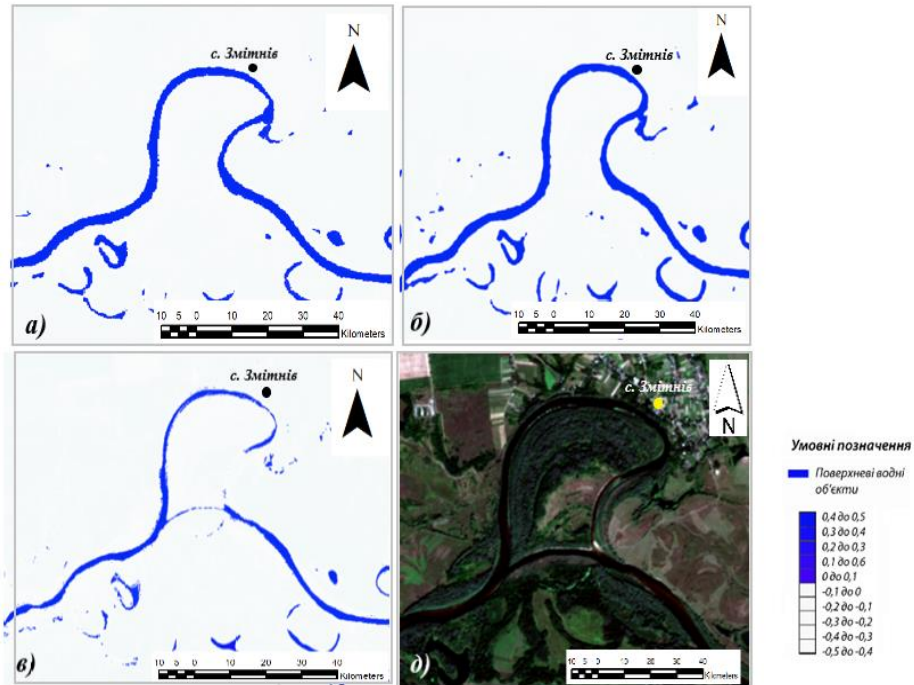 N
с. Змітнів
10 5 0 10 20 30 40
Kilometers
а)
N
с. Змітнів
10 5 0 10 20 30 40
Kilometers
б)
N
с. Змітнів
10 5 0 10 20 30 40
Kilometers
в)
с. Змітнів
N
10 5 0 10 20 30 40
Kilometers
д)
Умовні позначення
Поверхневі водні
об'єкти
0,4 до 0,5
0,3 до 0,4
0,2 до 0,3
0,1 до 0,6
0 до 0,1
-0,1 до 0
-0,2 до -0,1
-0,3 до -0,2
-0,4 до -0,3
-0,5 до -0,4